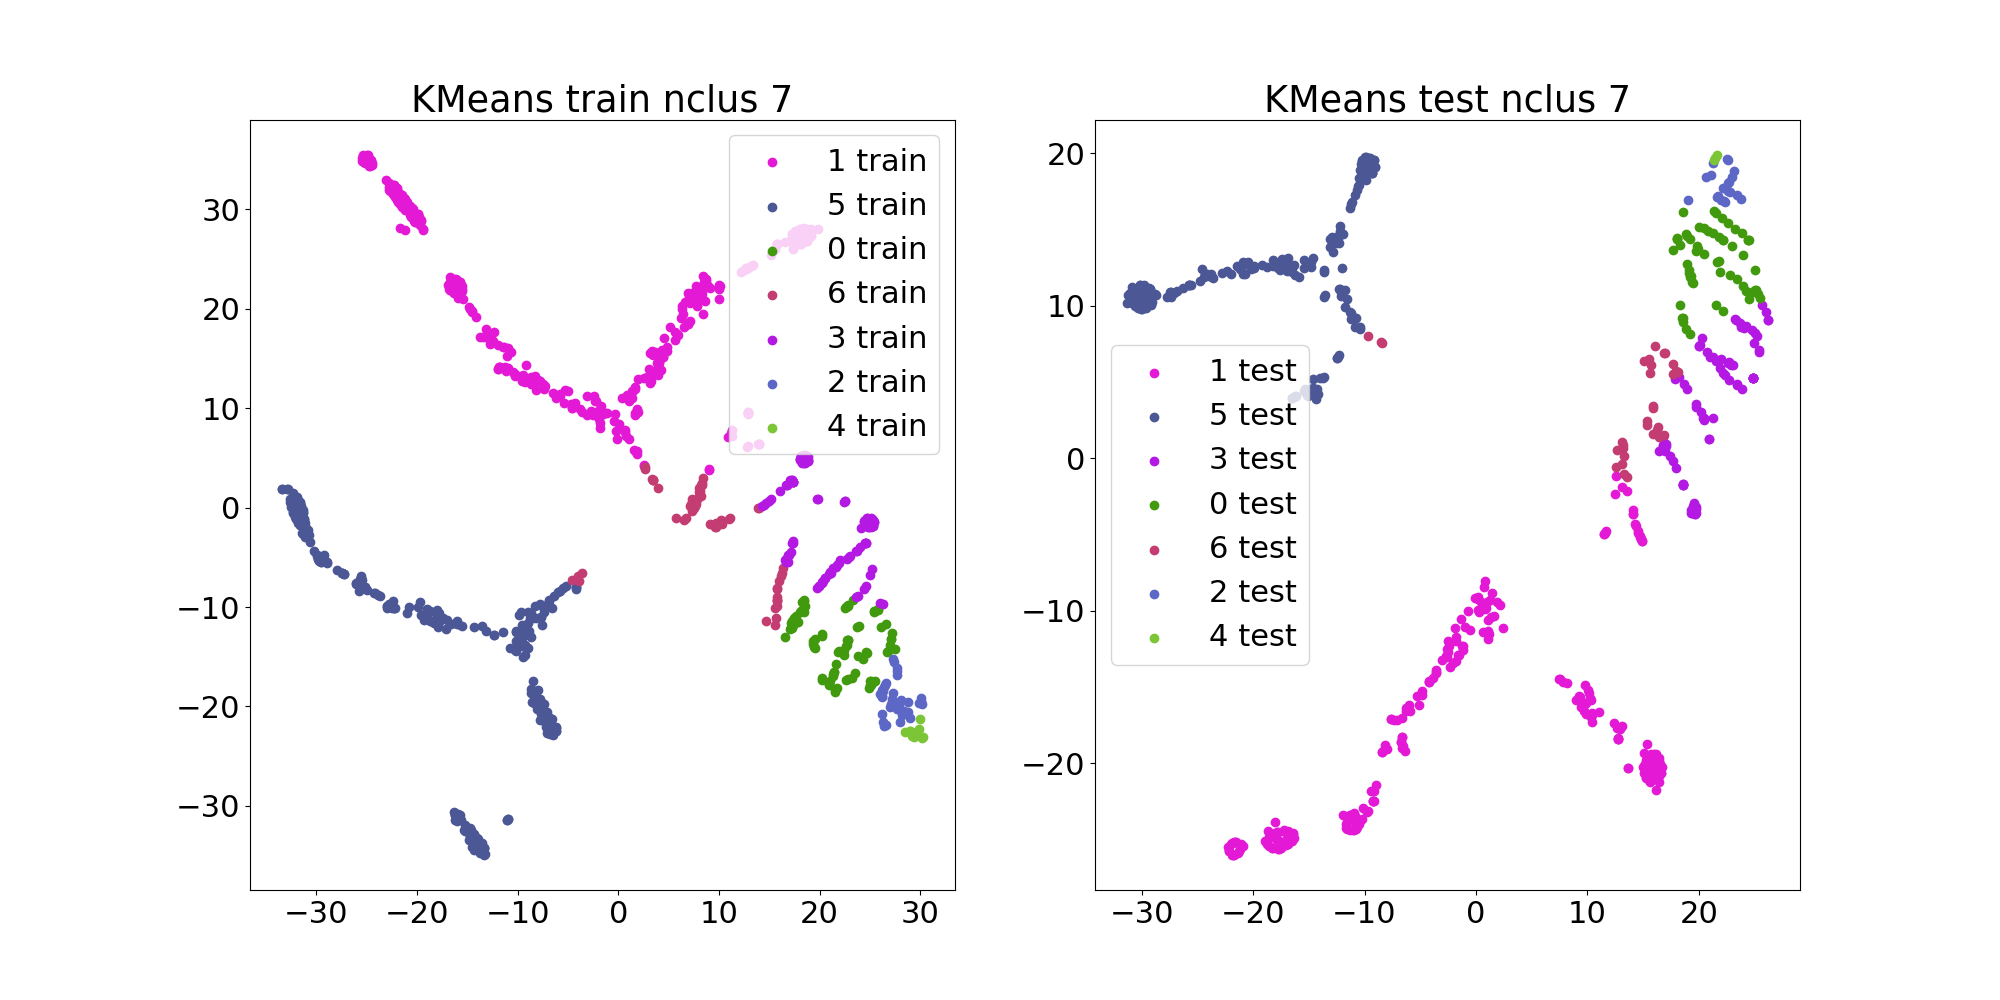 KMeans train nclus 7
30
20
10
0
−10
−20
−30
−30 −20 −10 0 10 20 30
1 train
5 train
0 train
6 train
3 train
2 train
4 train
KMeans test nclus 7
20
10
0
−10
−20
−30 −20 −10 0 10 20
1 test
5 test
3 test
0 test
6 test
2 test
4 test